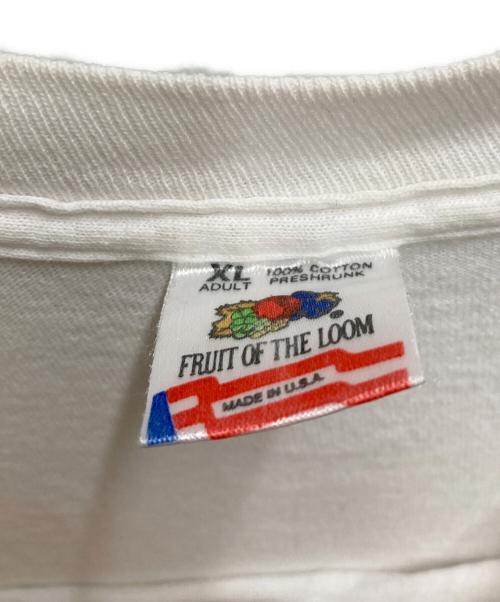 XL 100% COTTON
ADULT PRESHRUNK
FRUIT OF THE LOOM
MADE IN U.S.A.